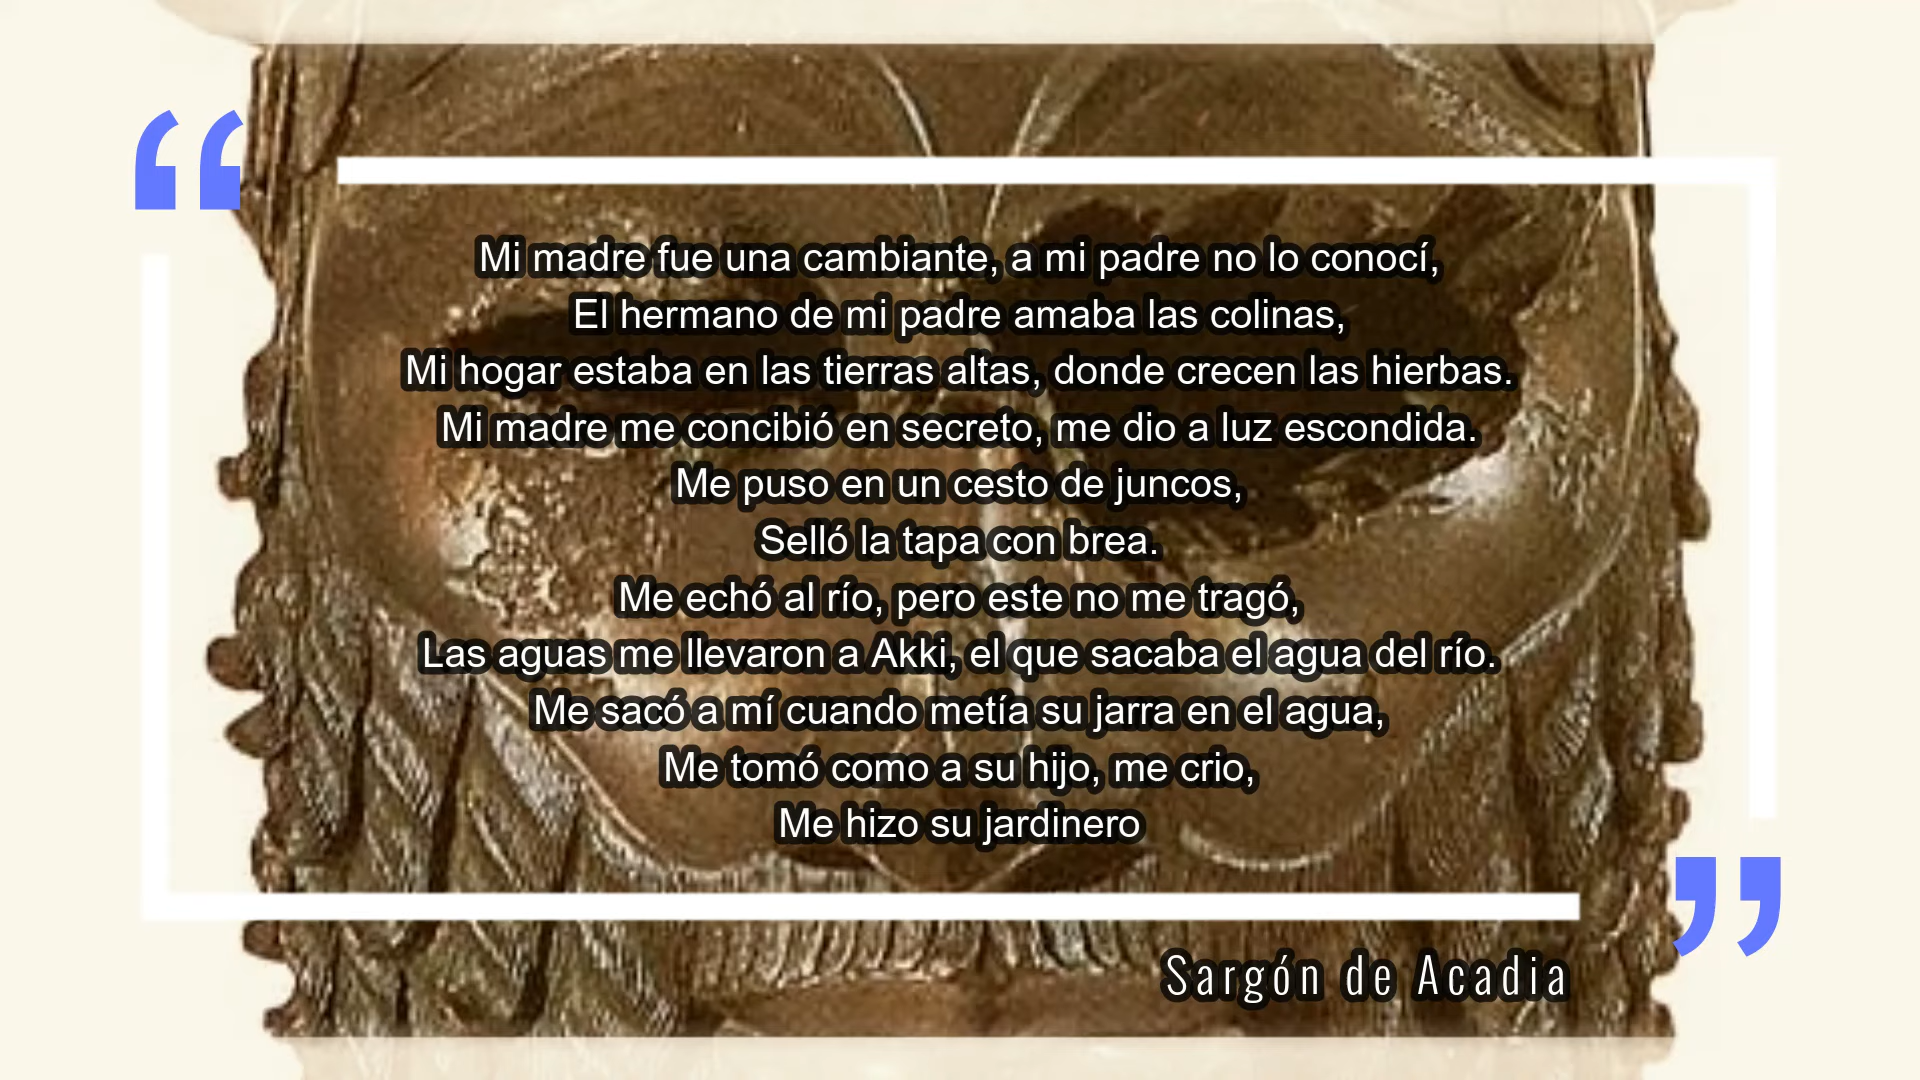 “
Mi madre fue una cambiante, a mi padre no lo conocí,
El hermano de mi padre amaba las colinas,
Mi hogar estaba en las tierras altas, donde crecen las hierbas.
Mi madre me concibió en secreto, me dio a luz escondida.
Me puso en un cesto de juncos,
Selló la tapa con brea.
Me echó al río, pero este no me tragó,
Las aguas me llevaron a Akki, el que sacaba el agua del río.
Me sacó a mí cuando metía su jarra en el agua,
Me tomó como a su hijo, me crio,
Me hizo su jardinero
”
Sargón de Acadia